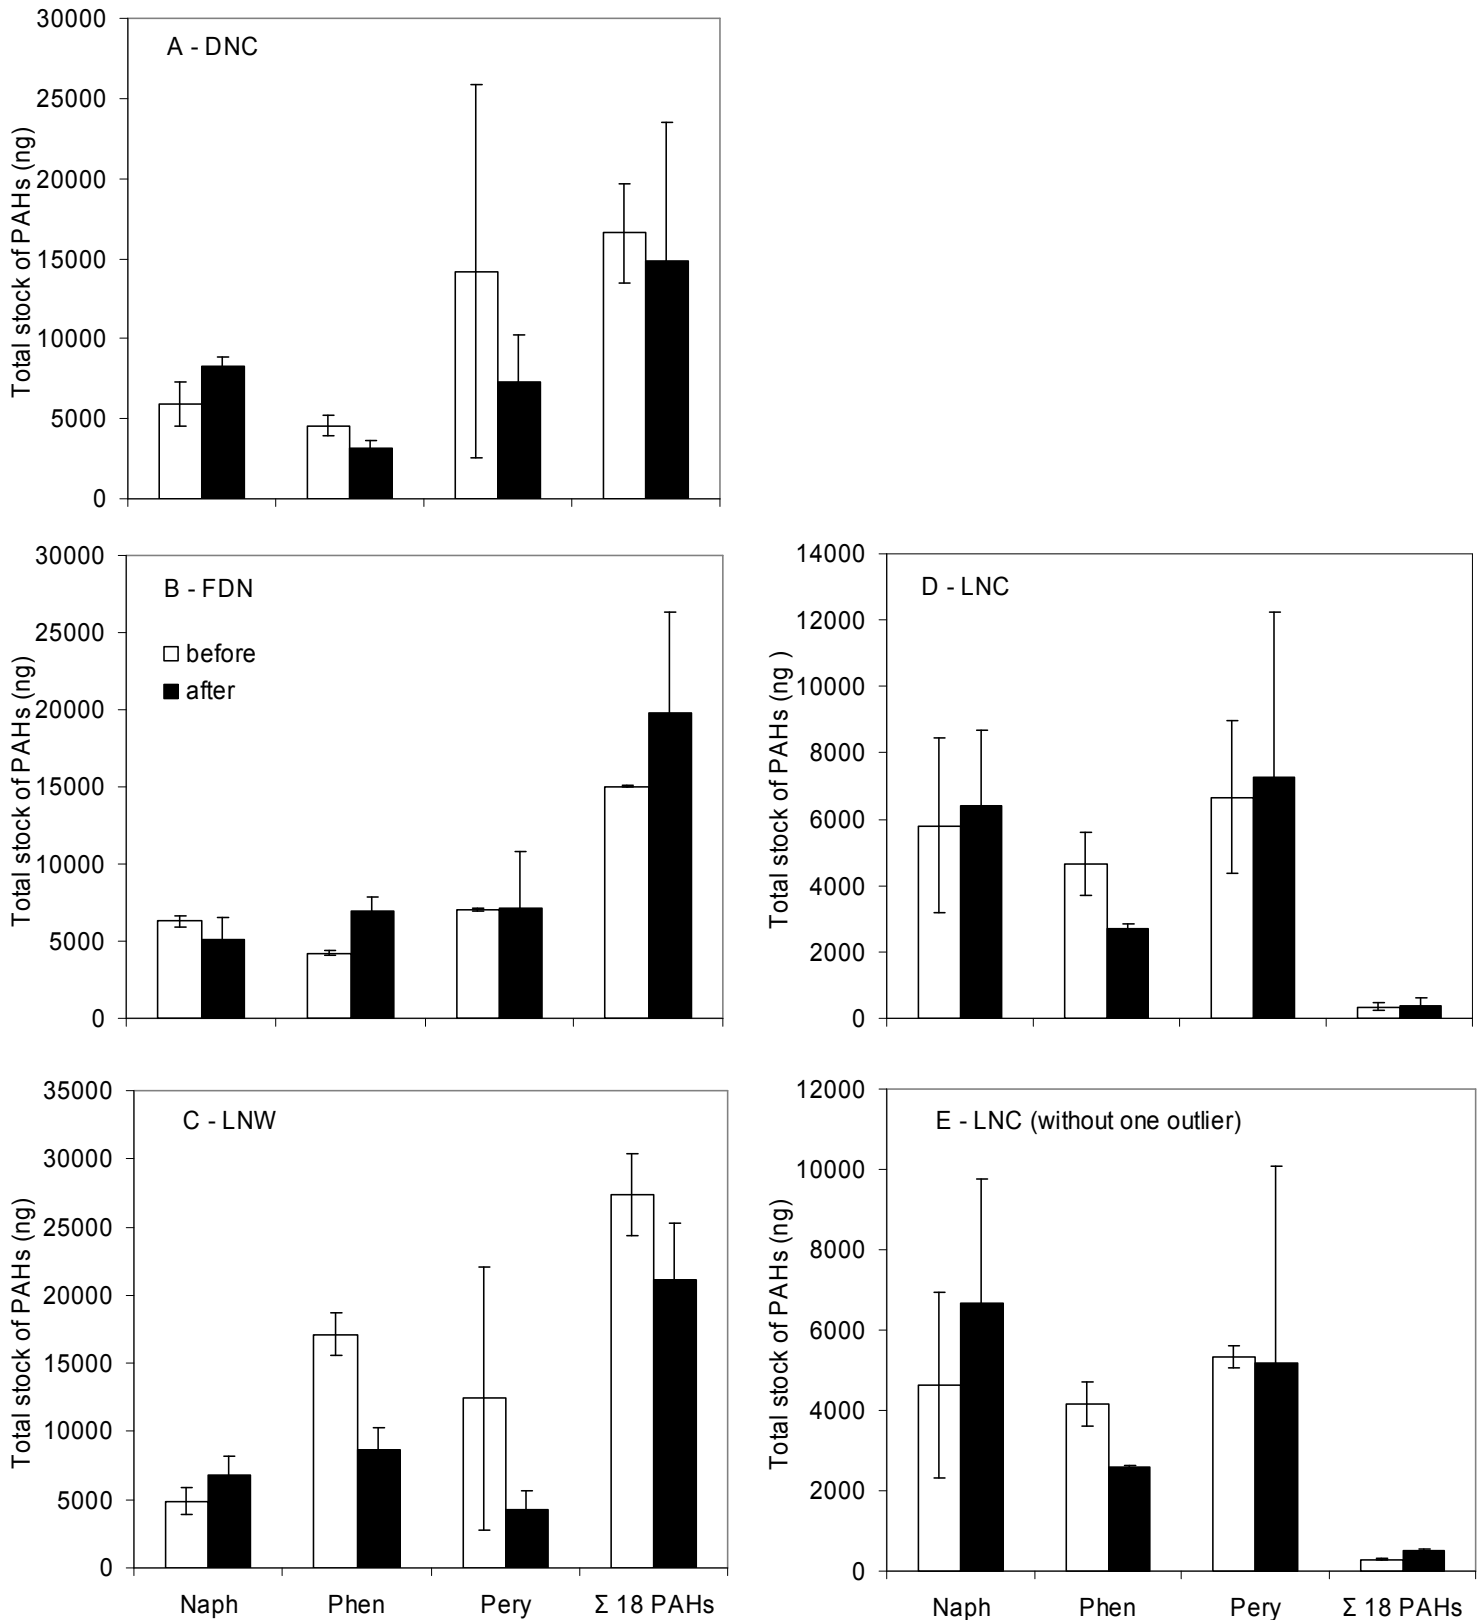 A - DNC
Total stock of PAHs (ng)
30000
25000
20000
15000
10000
5000
0
B - FDN
before
after
Total stock of PAHs (ng)
30000
25000
20000
15000
10000
5000
0
D - LNC
Total stock of PAHs (ng )
14000
12000
10000
8000
6000
4000
2000
0
C - LNW
Total stock of PAHs (ng)
35000
30000
25000
20000
15000
10000
5000
0
Naph Phen Pery Σ 18 PAHs
E - LNC (without one outlier)
Total stock of PAHs (ng)
12000
10000
8000
6000
4000
2000
0
Naph Phen Pery Σ 18 PAHs